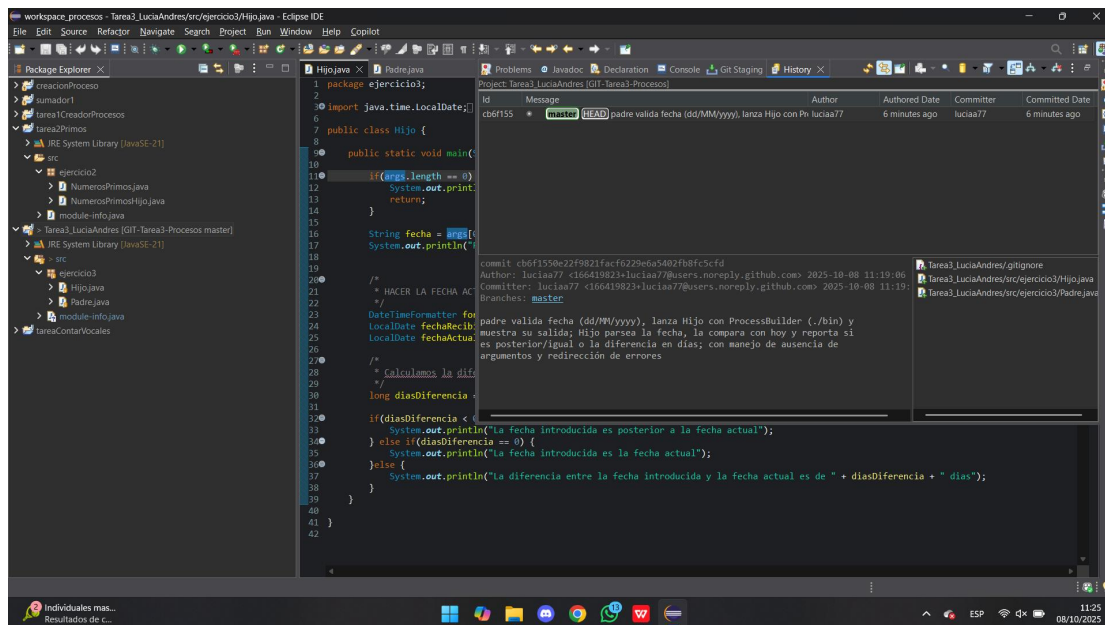 workspace_procesos - Tarea3_LuciaAndres/src/ejercicio3/Hijo.java - Eclipse IDE
File Edit Source Refactor Navigate Search Project Run Window Help Copilot
Package Explorer
creacionProceso
sumador1
tarea1CreadorProcesos
tarea2Primos
JRE System Library [JavaSE-21]
src
ejercicio2
NumerosPrimos.java
NumerosPrimosHijo.java
module-info.java
> Tarea3_LuciaAndres [GIT-Tarea3-Procesos master]
JRE System Library [JavaSE-21]
> src
ejercicio3
Hijo.java
Padre.java
module-info.java
tareaContarVocales
Hijo.java Padre.java
1 package ejercicio3;
2
3 import java.time.LocalDate;
6
7 public class Hijo {
8
9 public static void main(
10
11 if(args.length == 0)
12 System.out.print
13 return;
14 }
15
16 String fecha = args[
17 System.out.println("
18
19
20 /*
21 * HACER LA FECHA AC
22 */
23 DateTimeFormatter fo
24 LocalDate fechaRecib
25 LocalDate fechaActua
26
27 /*
28 * Calculamos la dif
29 */
30 long diasDiferencia
31
32 if(diasDiferencia <
33 System.out.println("La fecha introducida es posterior a la fecha actual");
34 } else if(diasDiferencia == 0) {
35 System.out.println("La fecha introducida es la fecha actual");
36 }else {
37 System.out.println("La diferencia entre la fecha introducida y la fecha actual es de " + diasDiferencia + " dias");
38 }
39 }
40
41 }
42
Problems Javadoc Declaration Console Git Staging History
Project: Tarea3_LuciaAndres [GIT-Tarea3-Procesos]
Id Message Author Authored Date Committer Committed Date
cb6f155 master HEAD padre valida fecha (dd/MM/yyyy), lanza Hijo con Pr luciaa77 6 minutes ago luciaa77 6 minutes ago
commit cb6f1550e22f9821facf6229e6a5402fb8fc5cfd
Author: luciaa77 <166419823+luciaa77@users.noreply.github.com> 2025-10-08 11:19:06
Committer: luciaa77 <166419823+luciaa77@users.noreply.github.com> 2025-10-08 11:19:
Branches: master
padre valida fecha (dd/MM/yyyy), lanza Hijo con ProcessBuilder (./bin) y
muestra su salida; Hijo parsea la fecha, la compara con hoy y reporta si
es posterior/igual o la diferencia en días; con manejo de ausencia de
argumentos y redirección de errores
Tarea3_LuciaAndres/.gitignore
Tarea3_LuciaAndres/src/ejercicio3/Hijo.java
Tarea3_LuciaAndres/src/ejercicio3/Padre.java
2
Individuales mas...
Resultados de c...
ESP
11:25
08/10/2025